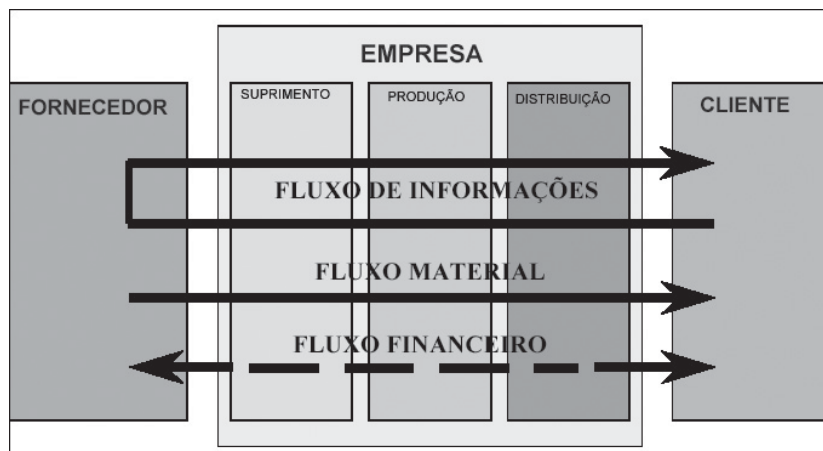 EMPRESA
FORNECEDOR
SUPRIMENTO
PRODUÇÃO
DISTRIBUIÇÃO
CLIENTE
FLUXO DE INFORMAÇÕES
FLUXO MATERIAL
FLUXO FINANCEIRO